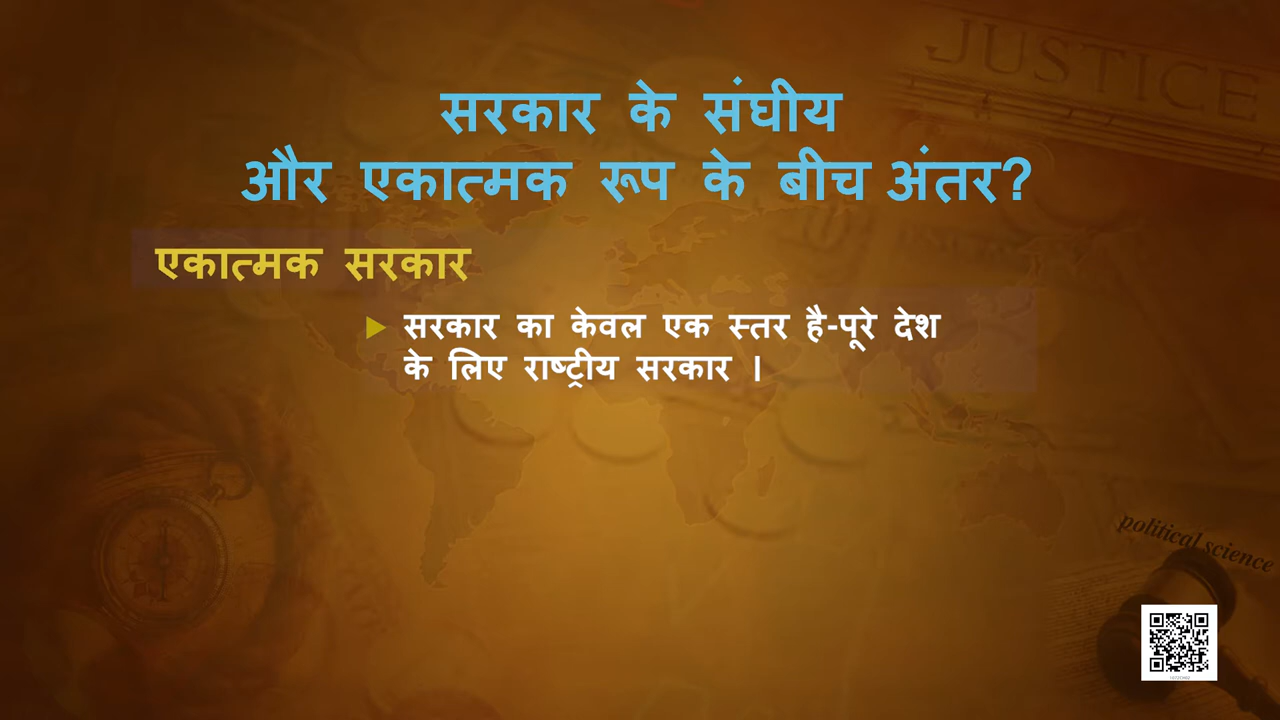 JUSTICE
सरकार के संघीय
और एकात्मक रूप के बीच अंतर?
एकात्मक सरकार
सरकार का केवल एक स्तर है-पूरे देश
के लिए राष्ट्रीय सरकार ।
political science